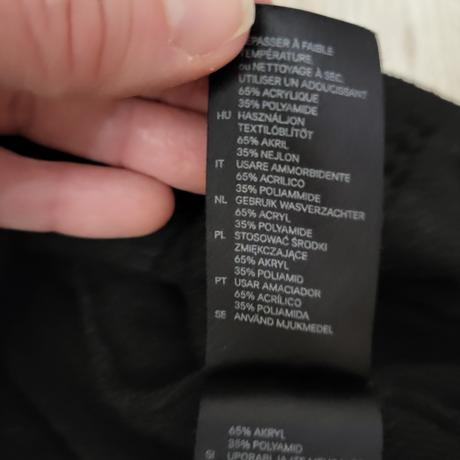 REPASSER À FAIBLE
TEMPÉRATURE,
OU NETTOYAGE À SEC.
UTILISER UN ADOUCISSANT
65% ACRYLIQUE
35% POLYAMIDE
HU HASZNÁLJON
TEXTILÖBLÍTŐT
65% AKRIL
35% NEJLON
IT USARE AMMORBIDENTE
65% ACRILICO
35% POLIAMMIDE
NL GEBRUIK WASVERZACHTER
65% ACRYL
35% POLYAMIDE
PL STOSOWAĆ ŚRODKI
ZMIĘKCZAJĄCE
65% AKRYL
35% POLIAMID
PT USAR AMACIADOR
65% ACRÍLICO
35% POLIAMIDA
SE ANVÄND MJUKMEDEL
65% AKRYL
35% POLYAMID
SI